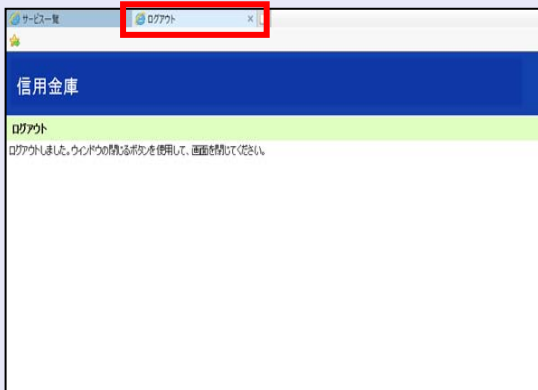 サービス一覧
ログアウト
信用金庫
ログアウト
ログアウトしました。ウィンドウの閉じるボタンを使用して、画面を閉じてください。